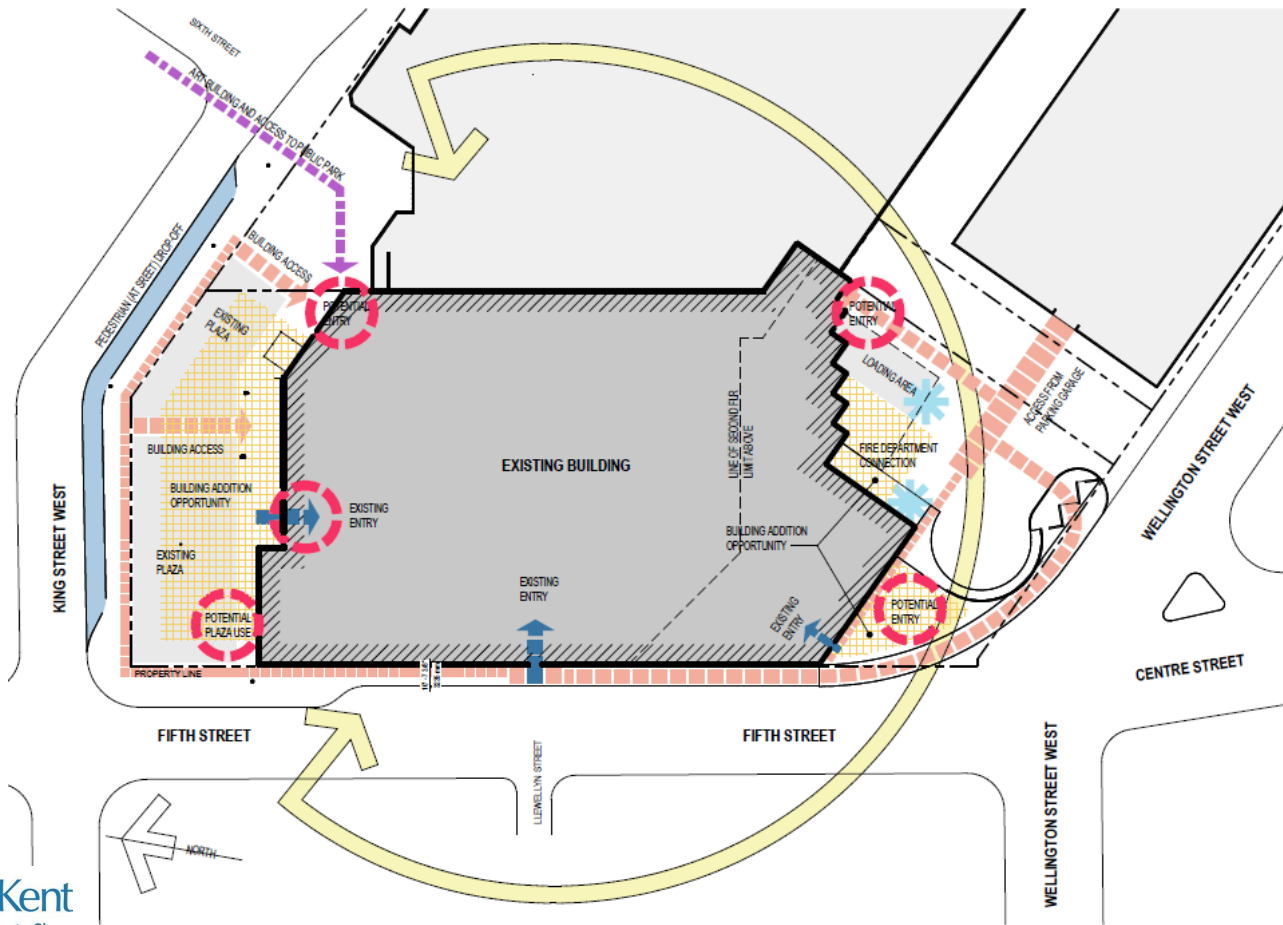 SIXTH STREET
ART BUILDING AND ACCESS TO PUBLIC PARK
PEDESTRIAN (AT SREET) DROP-OFF
BUILDING ACCESS
POTENTIAL
ENTRY
EXISTING
PLAZA
POTENTIAL
ENTRY
LOADING AREA
ACCESS FROM
PARKING GARAGE
LINE OF SECOND FLR
LIMIT ABOVE
BUILDING ACCESS
EXISTING BUILDING
FIRE DEPARTMENT
CONNECTION
WELLINGTON STREET WEST
BUILDING ADDITION
OPPORTUNITY
EXISTING
ENTRY
BUILDING ADDITION
OPPORTUNITY
KING STREET WEST
EXISTING
PLAZA
EXISTING
ENTRY
POTENTIAL
PLAZA USE
EXISTING
ENTRY
POTENTIAL
ENTRY
PROPERTY LINE
CENTRE STREET
FIFTH STREET
FIFTH STREET
LLEWELLYN STREET
WELLINGTON STREET WEST
NORTH
Kent